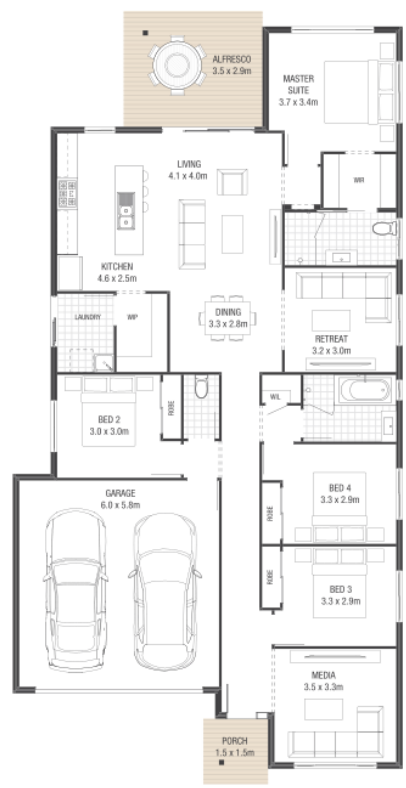 ALFRESCO
3.5 x 2.9m
MASTER
SUITE
3.7 x 3.4m
LIVING
4.1 x 4.0m
WIR
KITCHEN
4.6 x 2.5m
LAUNDRY
WIP
DINING
3.3 x 2.8m
RETREAT
3.2 x 3.0m
BED 2
3.0 x 3.0m
ROBE
W/L
GARAGE
6.0 x 5.8m
BED 4
3.3 x 2.9m
ROBE
ROBE
BED 3
3.3 x 2.9m
MEDIA
3.5 x 3.3m
PORCH
1.5 x 1.5m